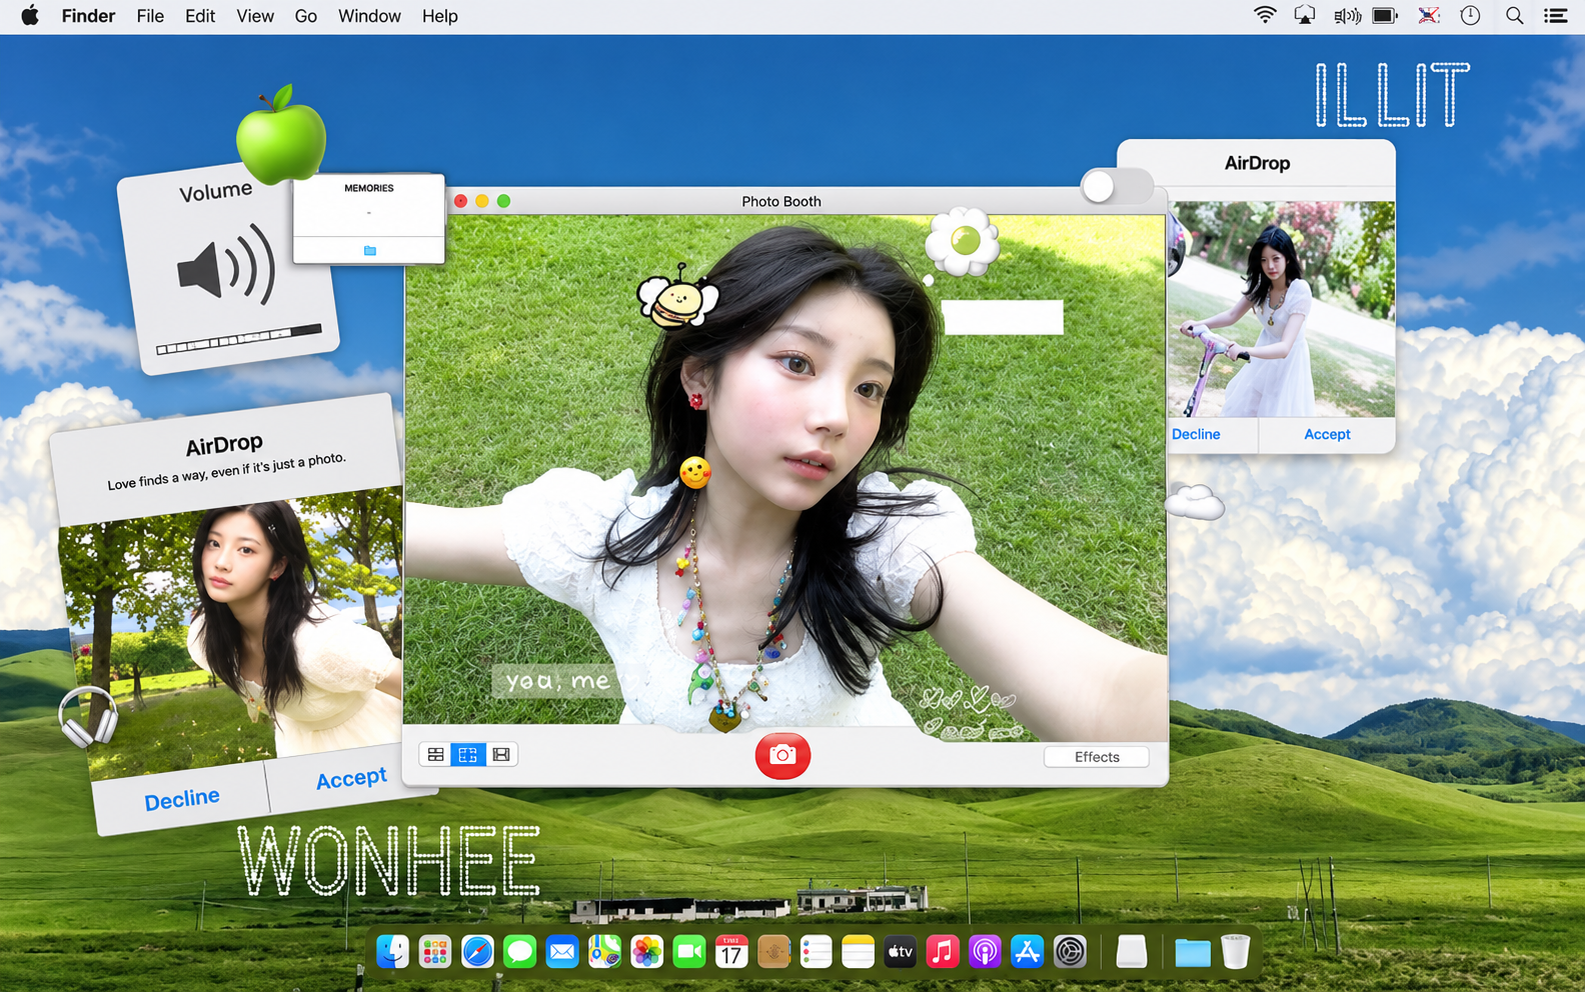 Finder File Edit View Go Window Help
ILLIT
Volume
MEMORIES
Photo Booth
AirDrop
Decline Accept
AirDrop
Love finds a way, even if it's just a photo.
you, me
Effects
Decline Accept
WONHEE
17
tv